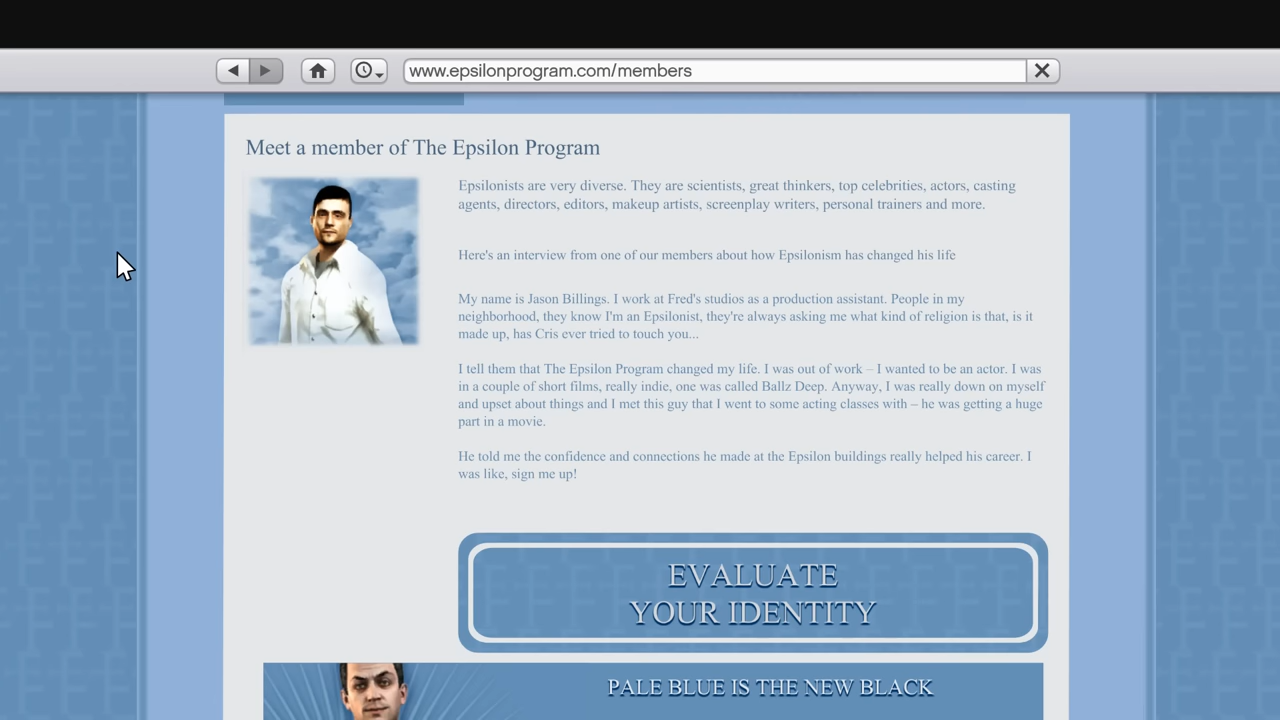 www.epsilonprogram.com/members
Meet a member of The Epsilon Program
Epsilonists are very diverse. They are scientists, great thinkers, top celebrities, actors, casting
agents, directors, editors, makeup artists, screenplay writers, personal trainers and more.
Here's an interview from one of our members about how Epsilonism has changed his life
My name is Jason Billings. I work at Fred's studios as a production assistant. People in my
neighborhood, they know I'm an Epsilonist, they're always asking me what kind of religion is that, is it
made up, has Cris ever tried to touch you...
I tell them that The Epsilon Program changed my life. I was out of work – I wanted to be an actor. I was
in a couple of short films, really indie, one was called Ballz Deep. Anyway, I was really down on myself
and upset about things and I met this guy that I went to some acting classes with – he was getting a huge
part in a movie.
He told me the confidence and connections he made at the Epsilon buildings really helped his career. I
was like, sign me up!
EVALUATE
YOUR IDENTITY
PALE BLUE IS THE NEW BLACK